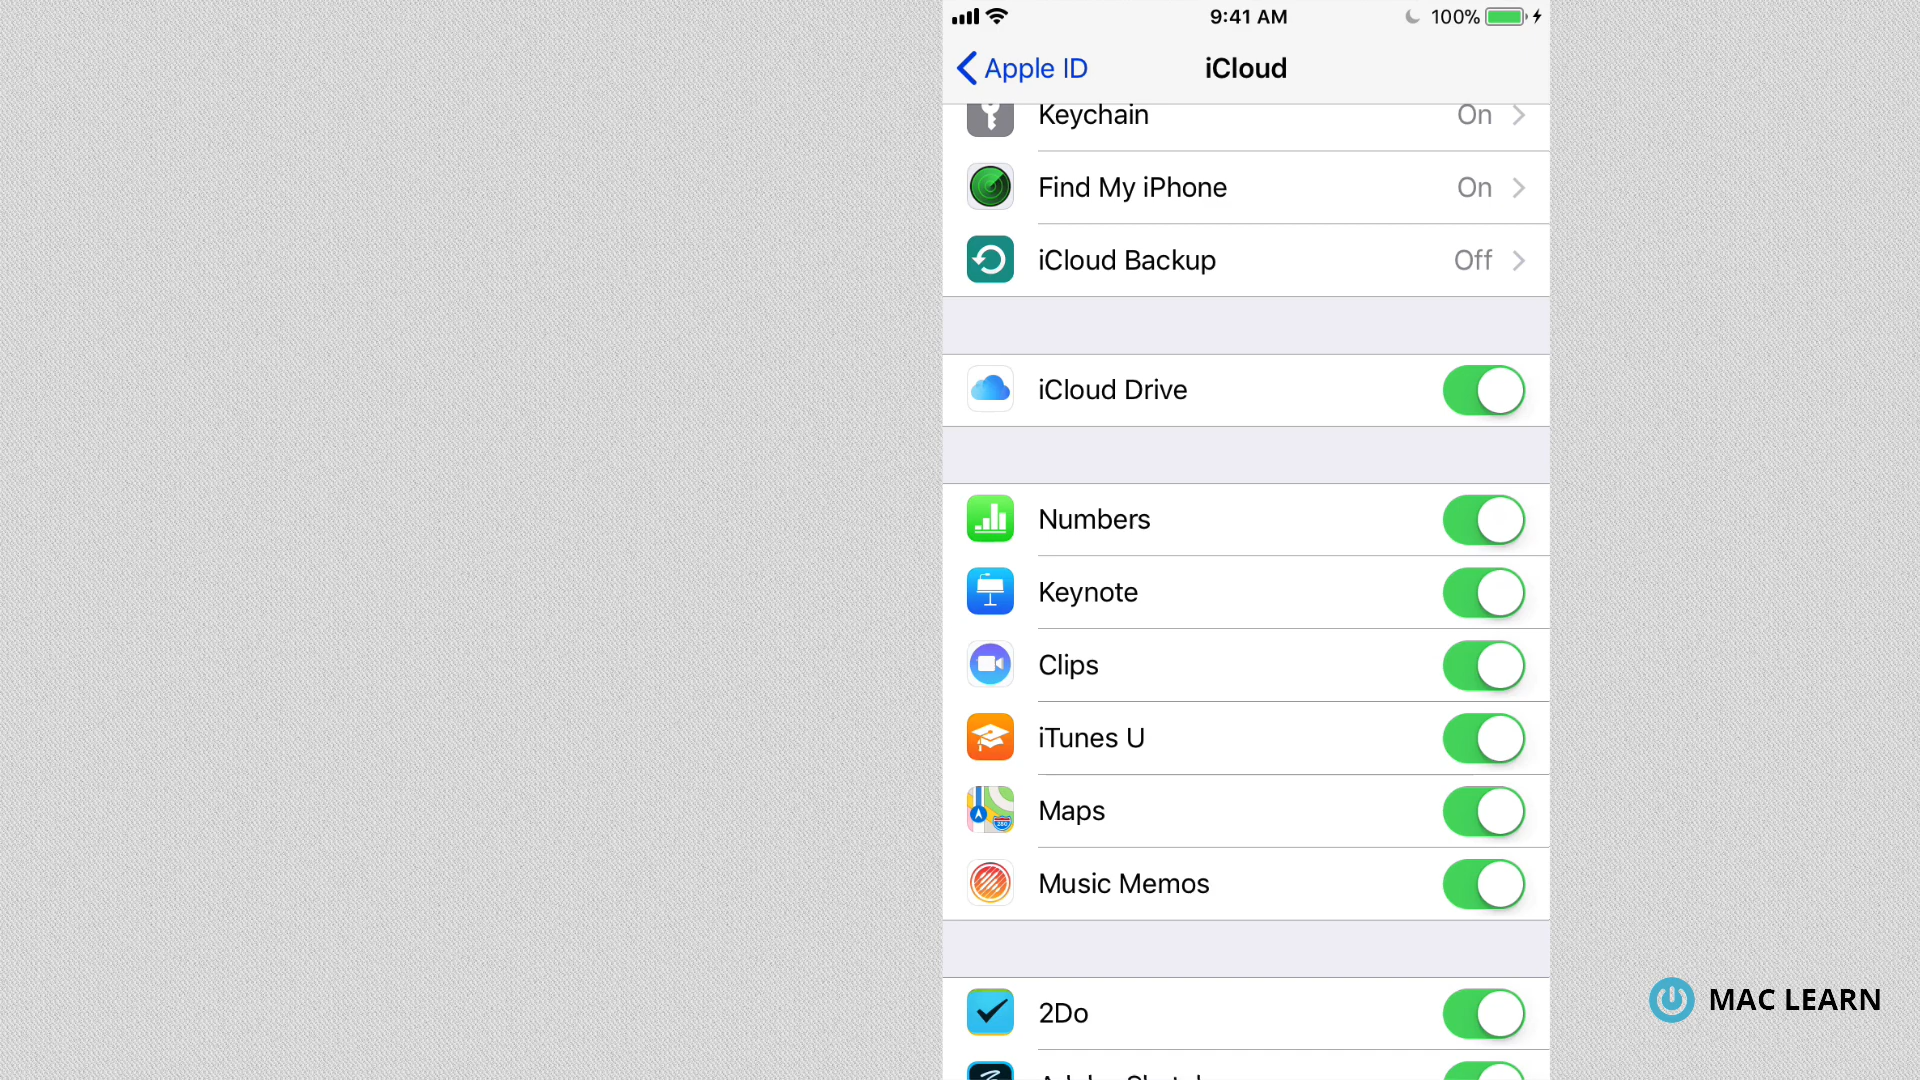 9:41 AM 100%
Apple ID iCloud
Keychain On
Find My iPhone On
iCloud Backup Off
iCloud Drive
Numbers
Keynote
Clips
iTunes U
Maps
280
Music Memos
2Do
MAC LEARN